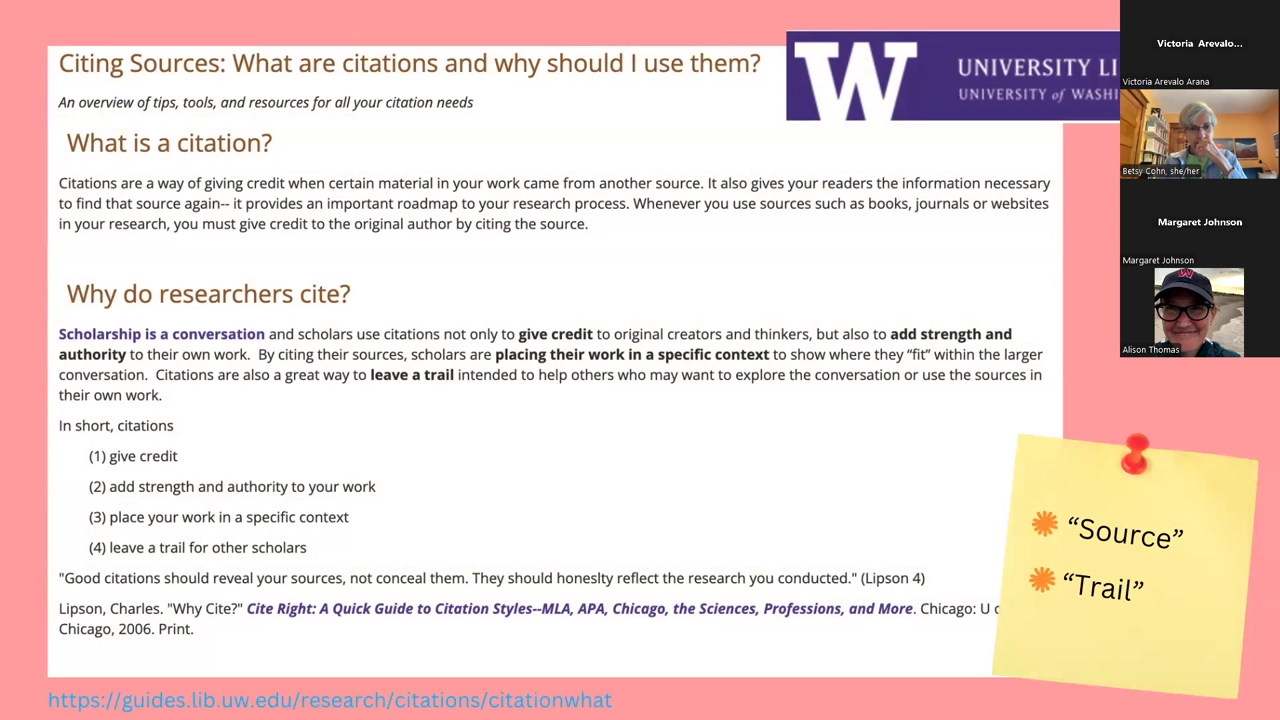 Citing Sources: What are citations and why should I use them?
An overview of tips, tools, and resources for all your citation needs
W UNIVERSITY LI
UNIVERSITY of WASHI
What is a citation?
Citations are a way of giving credit when certain material in your work came from another source. It also gives your readers the information necessary
to find that source again-- it provides an important roadmap to your research process. Whenever you use sources such as books, journals or websites
in your research, you must give credit to the original author by citing the source.
Why do researchers cite?
Scholarship is a conversation and scholars use citations not only to give credit to original creators and thinkers, but also to add strength and
authority to their own work. By citing their sources, scholars are placing their work in a specific context to show where they “fit” within the larger
conversation. Citations are also a great way to leave a trail intended to help others who may want to explore the conversation or use the sources in
their own work.
In short, citations
(1) give credit
(2) add strength and authority to your work
(3) place your work in a specific context
(4) leave a trail for other scholars
"Good citations should reveal your sources, not conceal them. They should honeslty reflect the research you conducted." (Lipson 4)
Lipson, Charles. "Why Cite?" Cite Right: A Quick Guide to Citation Styles--MLA, APA, Chicago, the Sciences, Professions, and More. Chicago: U
Chicago, 2006. Print.
https://guides.lib.uw.edu/research/citations/citationwhat
“Source”
“Trail”
Victoria Arevalo...
Victoria Arevalo Arana
Betsy Cohn, she/her
Margaret Johnson
Margaret Johnson
W
Alison Thomas